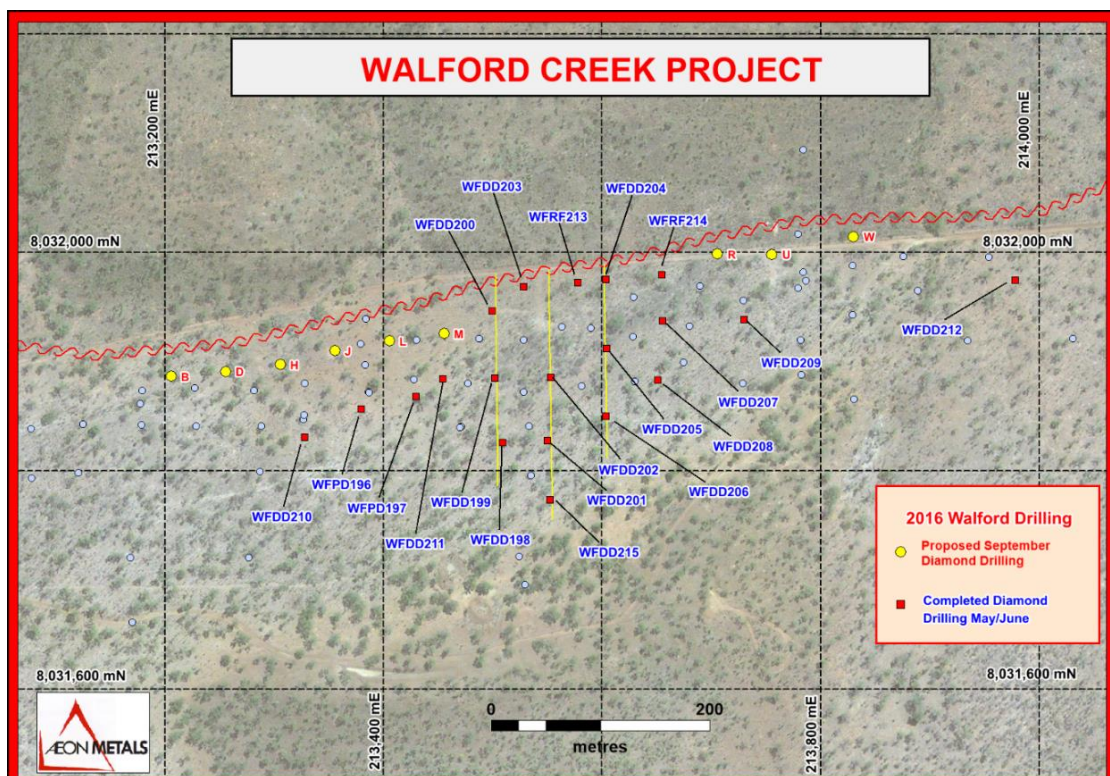 WALFORD CREEK PROJECT
213,200 mE
214,000 mE
WFDD203
WFDD204
WFRF213
WFRF214
WFDD200
8,032,000 mN
8,032,000 mN
W
R
U
WFDD212
M
L
J
H
D
B
WFDD209
WFDD207
WFDD205
WFDD208
WFDD202
WFDD206
WFDD201
WFPD196
WFPD197
WFDD199
WFDD210
WFDD211
WFDD198
WFDD215
2016 Walford Drilling
Proposed September
Diamond Drilling
Completed Diamond
Drilling May/June
8,031,600 mN
8,031,600 mN
213,400 mE
213,800 mE
0
200
metres
ÆON METALS